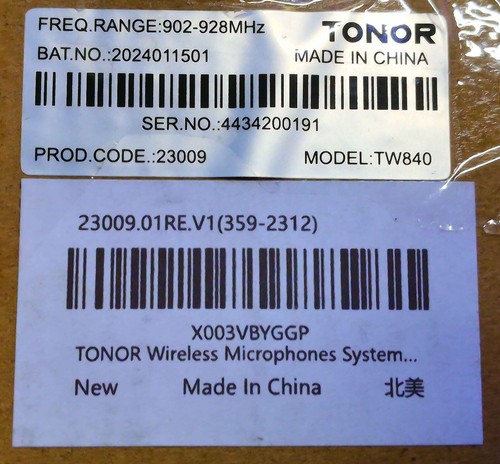 FREQ.RANGE:902-928MHz TONOR
BAT.NO.:2024011501 MADE IN CHINA
SER.NO.:4434200191
PROD.CODE.:23009 MODEL:TW840
23009.01RE.V1(359-2312)
X003VBYGGP
TONOR Wireless Microphones System...
New Made In China 北美